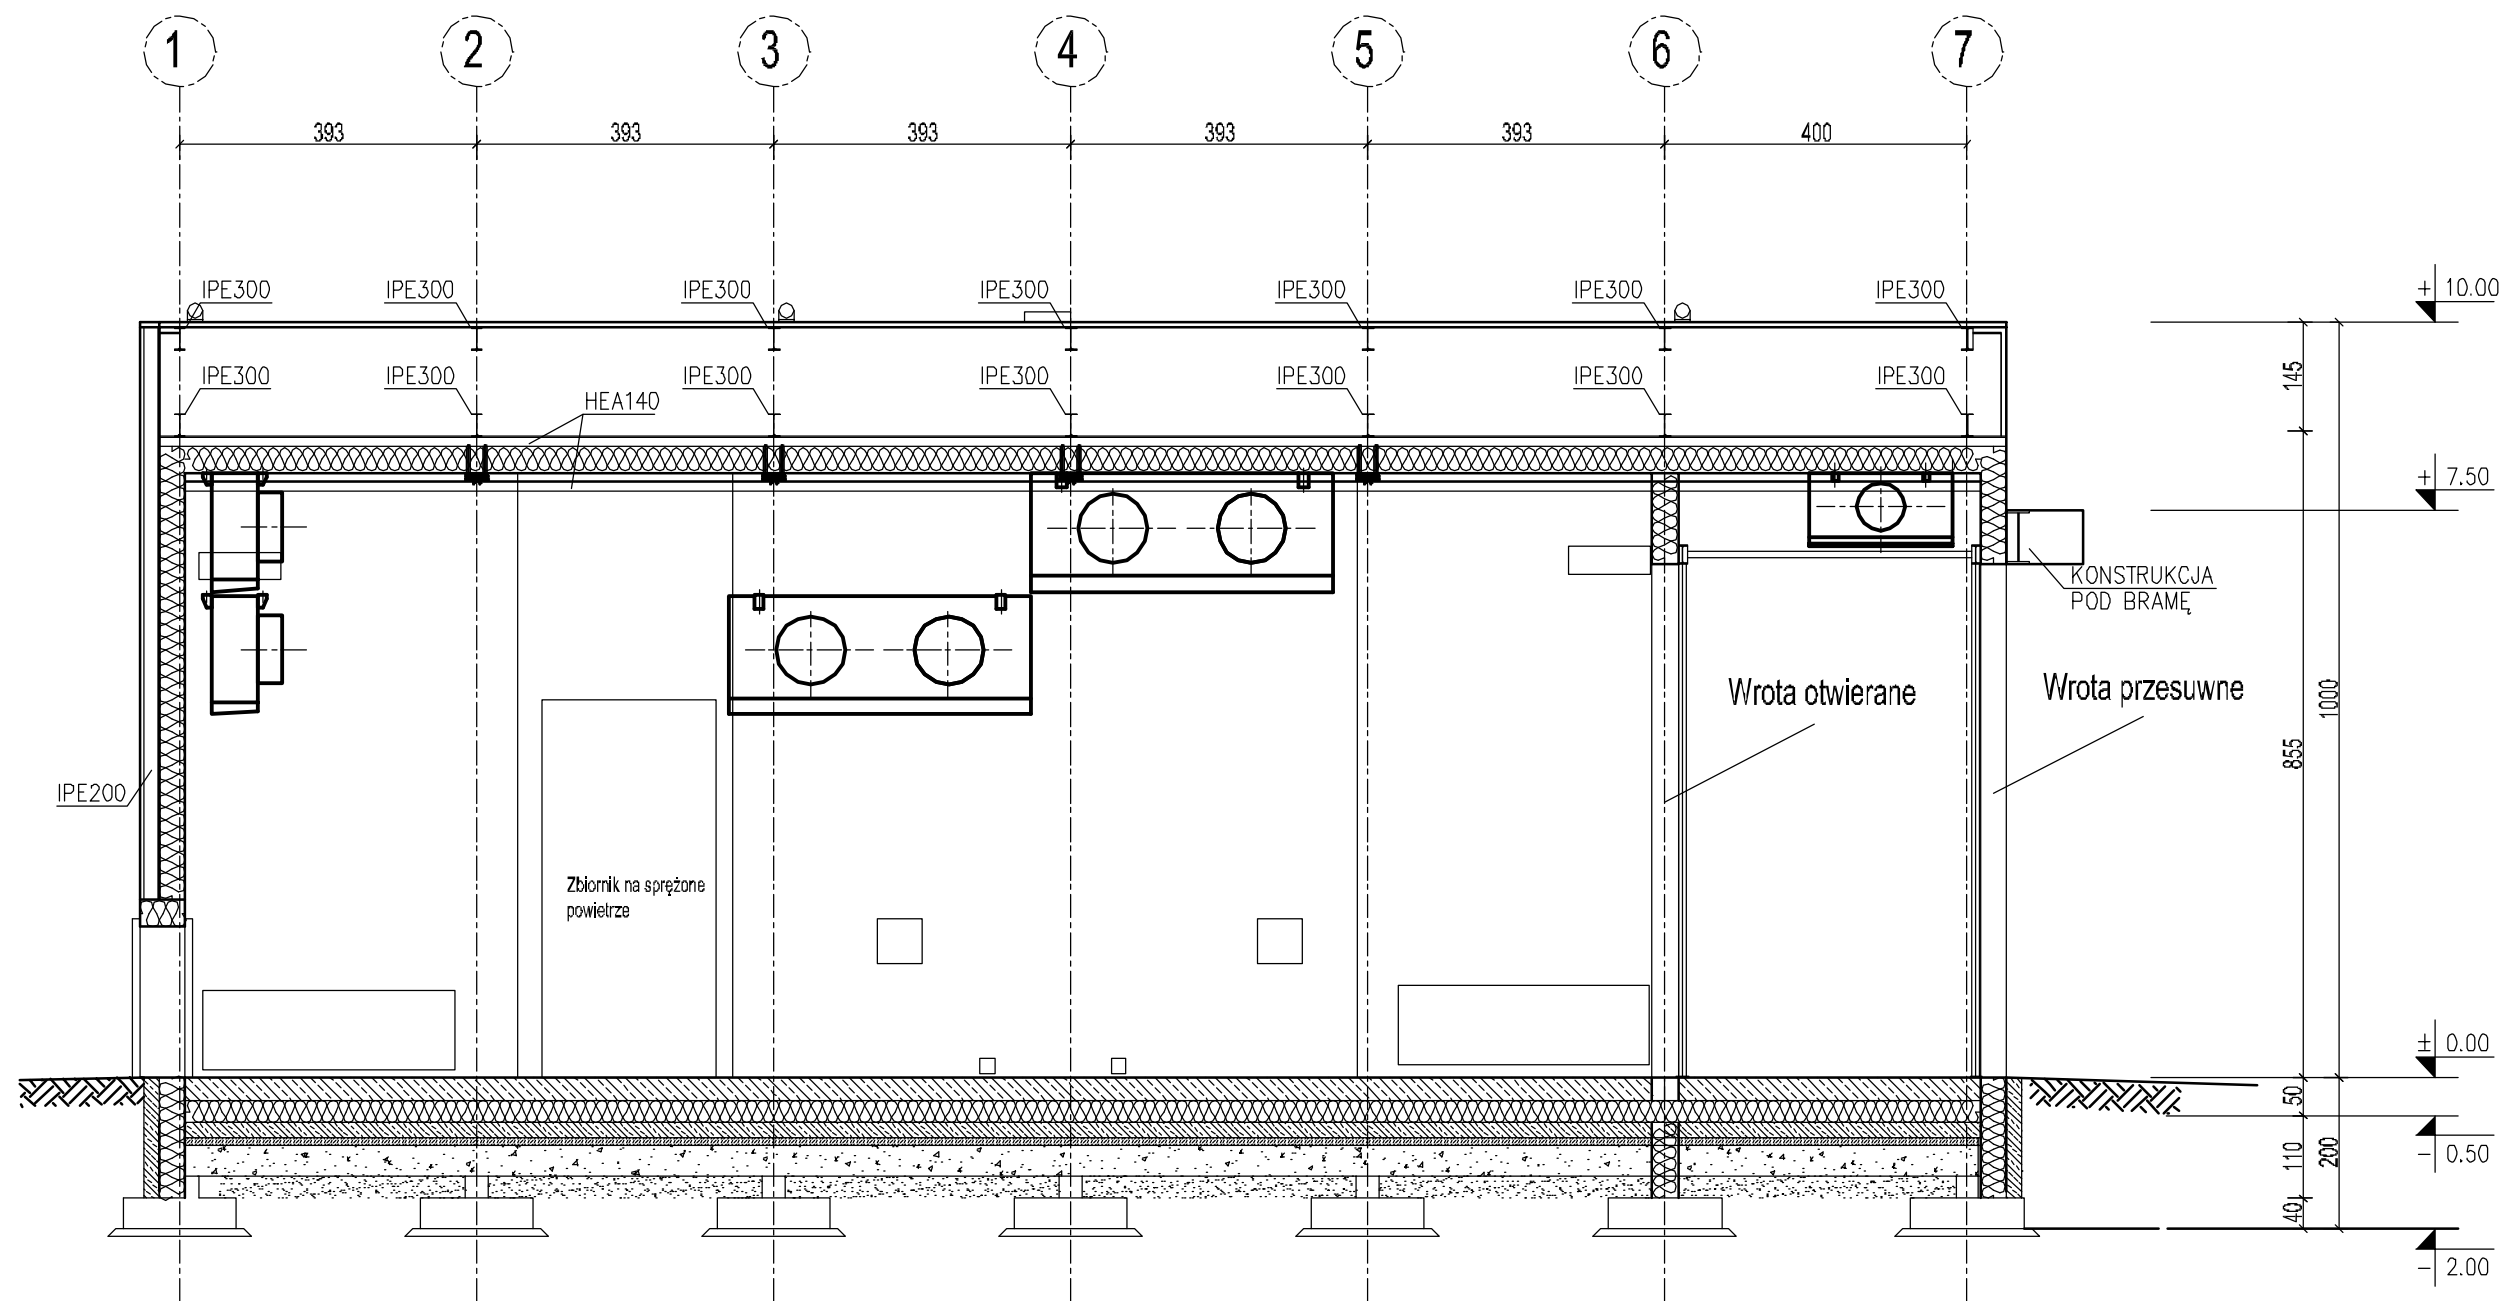 1 2 3 4 5 6 7
393 393 393 393 393 400
IPE300 IPE300 IPE300 IPE300 IPE300 IPE300 IPE300
+ 10.00
IPE300 IPE300 IPE300 IPE300 IPE300 IPE300 IPE300
145
HEA140
+ 7.50
KONSTRUKCJA
POD BRAMĘ
Wrota otwierane
Wrota przesuwne
1000
855
IPE200
Zbiornik na sprężone
powietrze
± 0.00
50
110
200
- 0.50
40
- 2.00